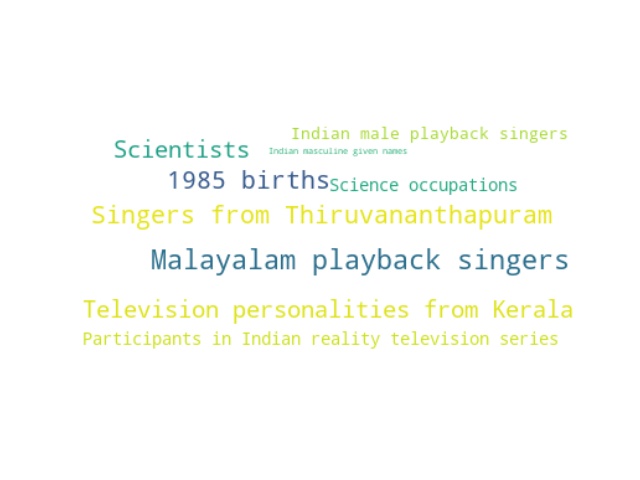 Indian male playback singers
Scientists
Indian masculine given names
1985 births
Science occupations
Singers from Thiruvananthapuram
Malayalam playback singers
Television personalities from Kerala
Participants in Indian reality television series